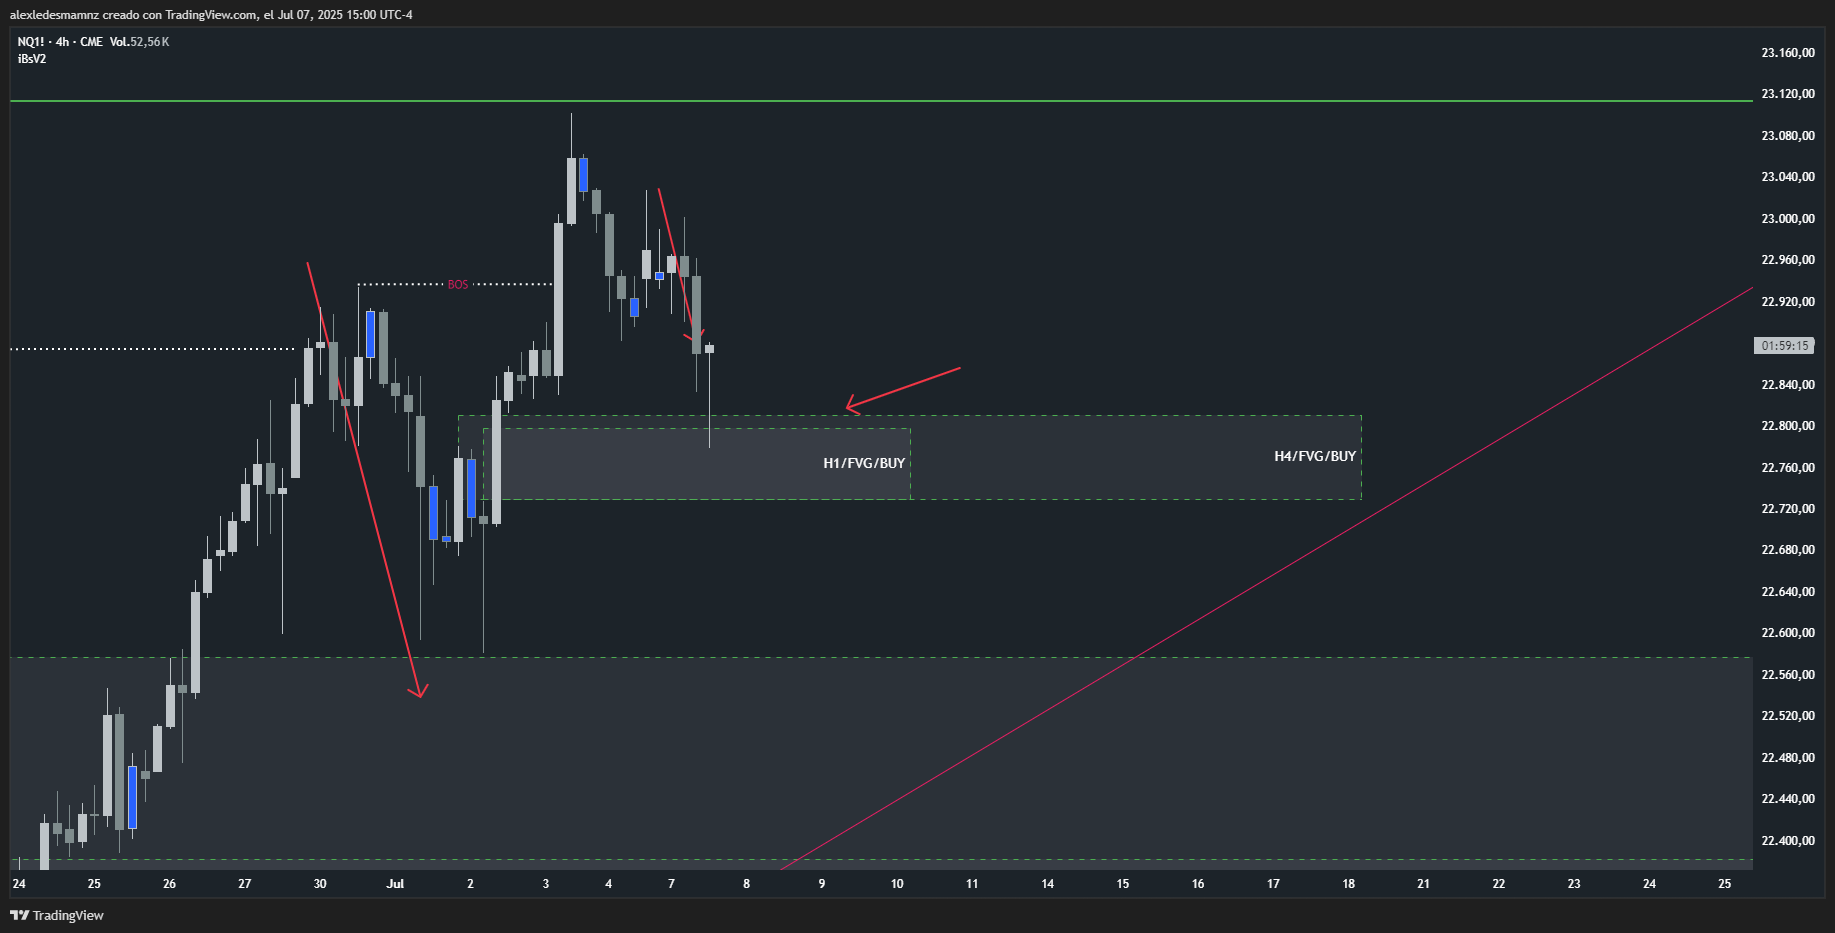 alexledesmamnz creado con TradingView.com, el Jul 07, 2025 15:00 UTC-4
NQ1! · 4h · CME Vol.52,56 K
iBsV2
23.160,00
23.120,00
23.080,00
23.040,00
23.000,00
22.960,00
22.920,00
01:59:15
22.840,00
22.800,00
22.760,00
22.720,00
22.680,00
22.640,00
22.600,00
22.560,00
22.520,00
22.480,00
22.440,00
22.400,00
BOS
H1/FVG/BUY
H4/FVG/BUY
24 25 26 27 30 Jul 2 3 4 7 8 9 10 11 14 15 16 17 18 21 22 23 24 25
TradingView